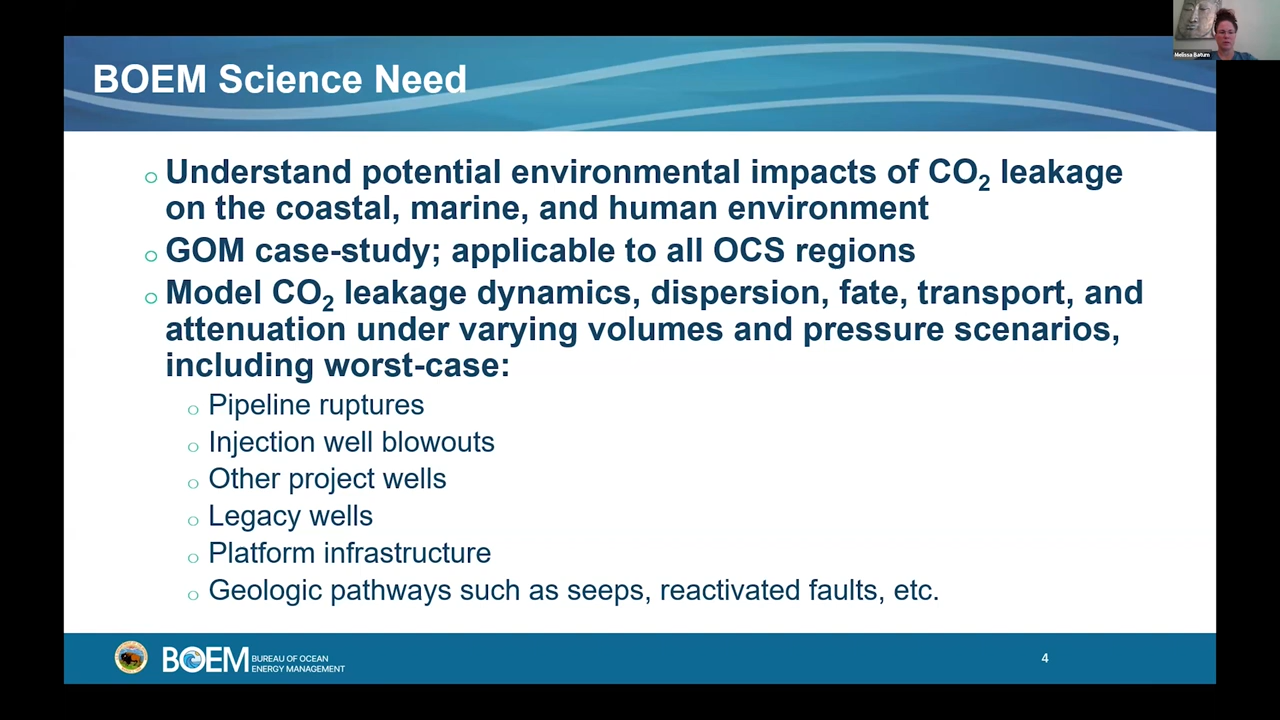 Melissa Batum
BOEM Science Need
Understand potential environmental impacts of CO₂ leakage
on the coastal, marine, and human environment
GOM case-study; applicable to all OCS regions
Model CO₂ leakage dynamics, dispersion, fate, transport, and
attenuation under varying volumes and pressure scenarios,
including worst-case:
Pipeline ruptures
Injection well blowouts
Other project wells
Legacy wells
Platform infrastructure
Geologic pathways such as seeps, reactivated faults, etc.
BOEM
BUREAU OF OCEAN
ENERGY MANAGEMENT
4